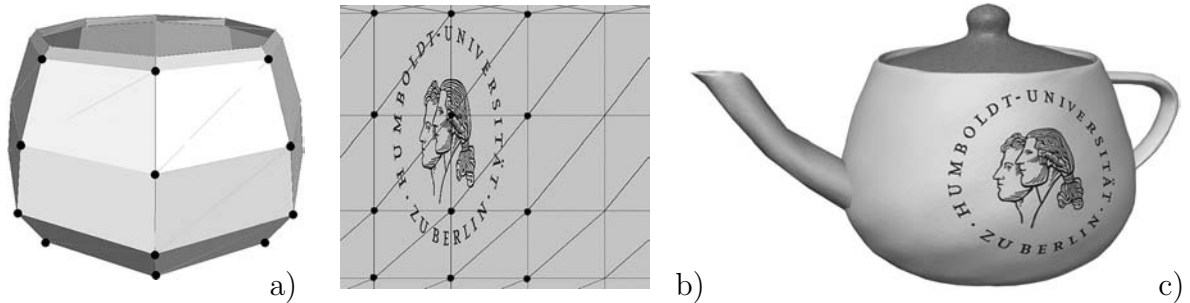 HUMBOLDT-UNIVERSITÄT · ZU BERLIN ·
HUMBOLDT-UNIVERSITÄT · ZU BERLIN ·
a)
b)
c)